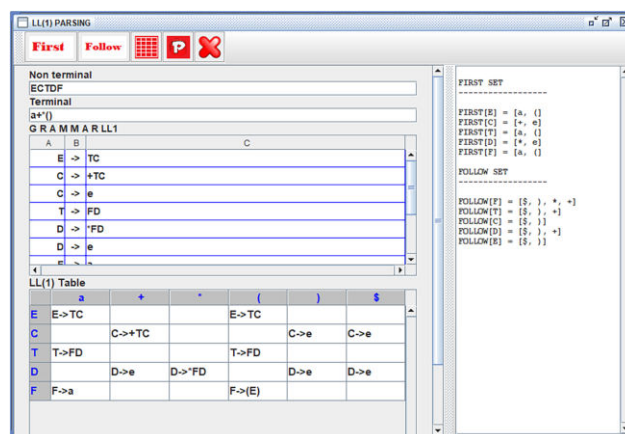 LL(1) PARSING
First Follow P
Non terminal
ECTDF
Terminal
a+*()
G R A M M A R LL1
A B C
E -> TC
C -> +TC
C -> e
T -> FD
D -> *FD
D -> e
F -> a
LL(1) Table
a + * ( ) $
E E->TC E->TC
C C->+TC C->e C->e
T T->FD T->FD
D D->e D->*FD D->e D->e
F F->a F->(E)
FIRST SET
------------------
FIRST[E] = [a, (]
FIRST[C] = [+, e]
FIRST[T] = [a, (]
FIRST[D] = [*, e]
FIRST[F] = [a, (]
FOLLOW SET
------------------
FOLLOW[F] = [$, ), *, +]
FOLLOW[T] = [$, ), +]
FOLLOW[C] = [$, )]
FOLLOW[D] = [$, ), +]
FOLLOW[E] = [$, )]